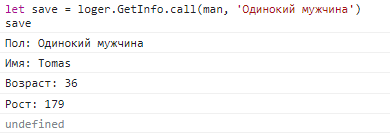 let save = loger.GetInfo.call(man, 'Одинокий мужчина')
save
Пол: Одинокий мужчина
Имя: Tomas
Возраст: 36
Рост: 179
undefined